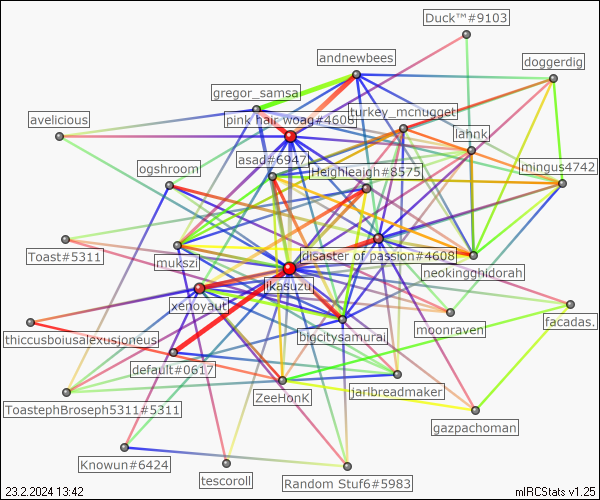 Duck™#9103
andnewbees
doggerdig
gregor_samsa
turkey_mcnugget
pink hair woag#4605
avelicious
lahnk
asad#6947
mingus4742
ogshroom
Heighleaigh#8575
Toast#5311
disaster of passion#4608
mukszi
neokingghidorah
ikasuzu
xenoyaut
moonraven
facadas.
thiccusboiusalexusjoneus
bigcitysamurai
default#0617
jarlbreadmaker
ZeeHonK
ToastephBroseph5311#5311
gazpachoman
Knowun#6424
tescoroll
Random Stuf6#5983
23.2.2024 13:42
mIRCStats v1.25